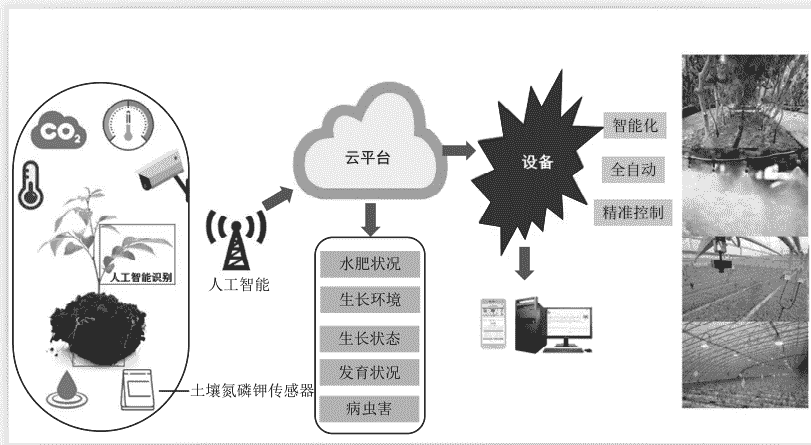 CO₂
人工智能识别
土壤氮磷钾传感器
人工智能
云平台
水肥状况
生长环境
生长状态
发育状况
病虫害
设备
智能化
全自动
精准控制